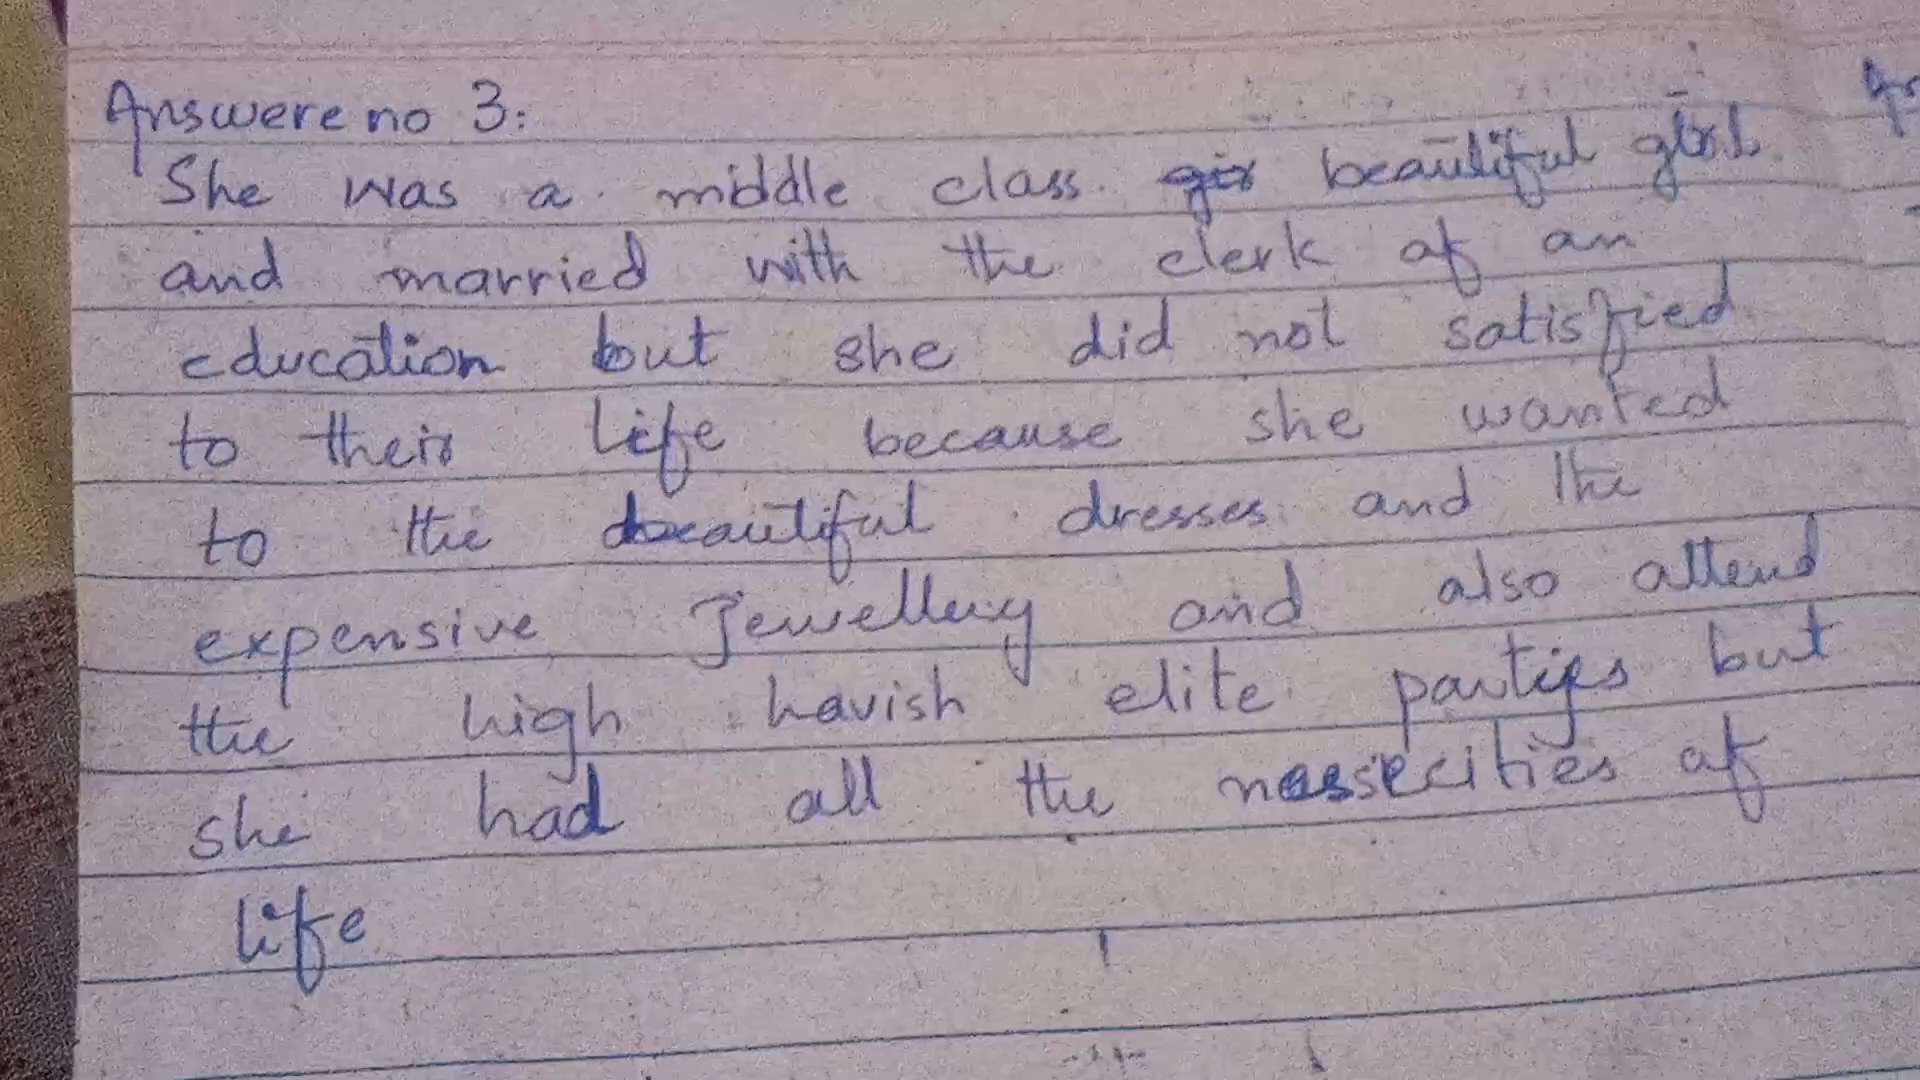 Answere no 3:
She was a middle class beautiful girl
and married with the clerk of an
education but she did not satisfied
to their life because she wanted
to the beautiful dresses and the
expensive Jewellery and also attend
the high lavish elite parties but
she had all the nessecities of
life